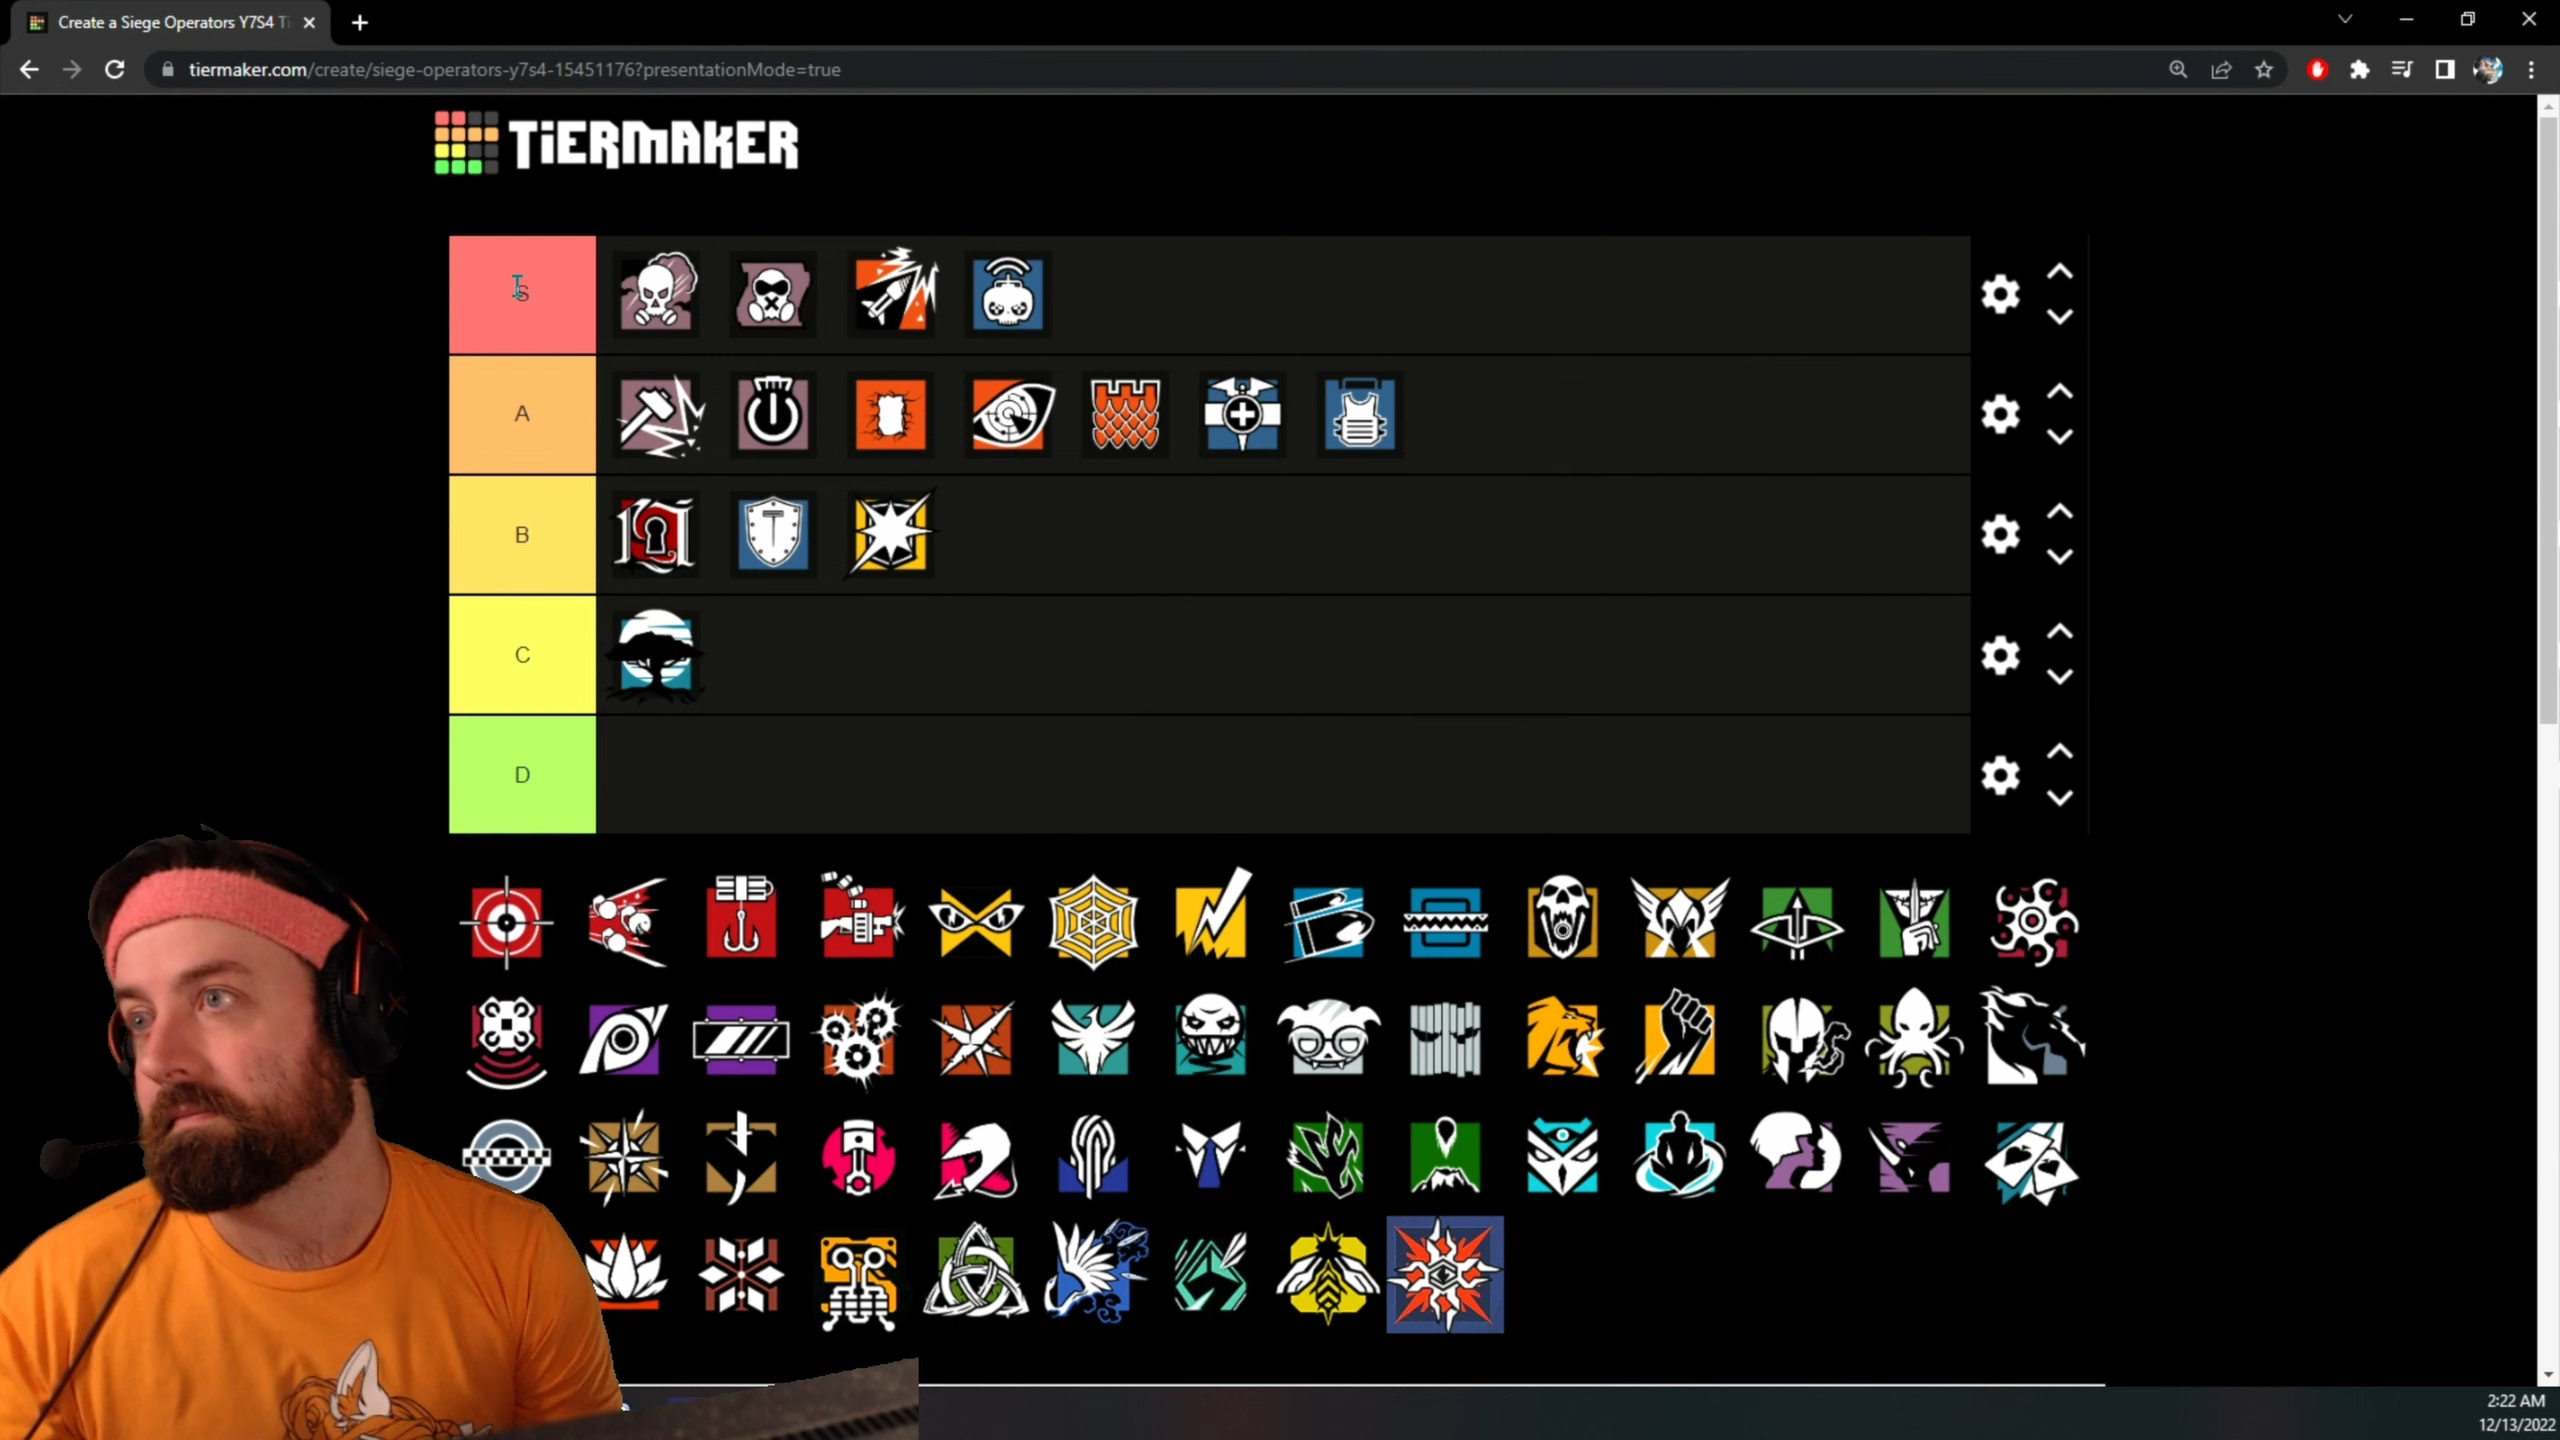 Create a Siege Operators Y7S4 Ti
tiermaker.com/create/siege-operators-y7s4-15451176?presentationMode=true
TiERMAKER
S
A
B
C
D
2:22 AM
12/13/2022